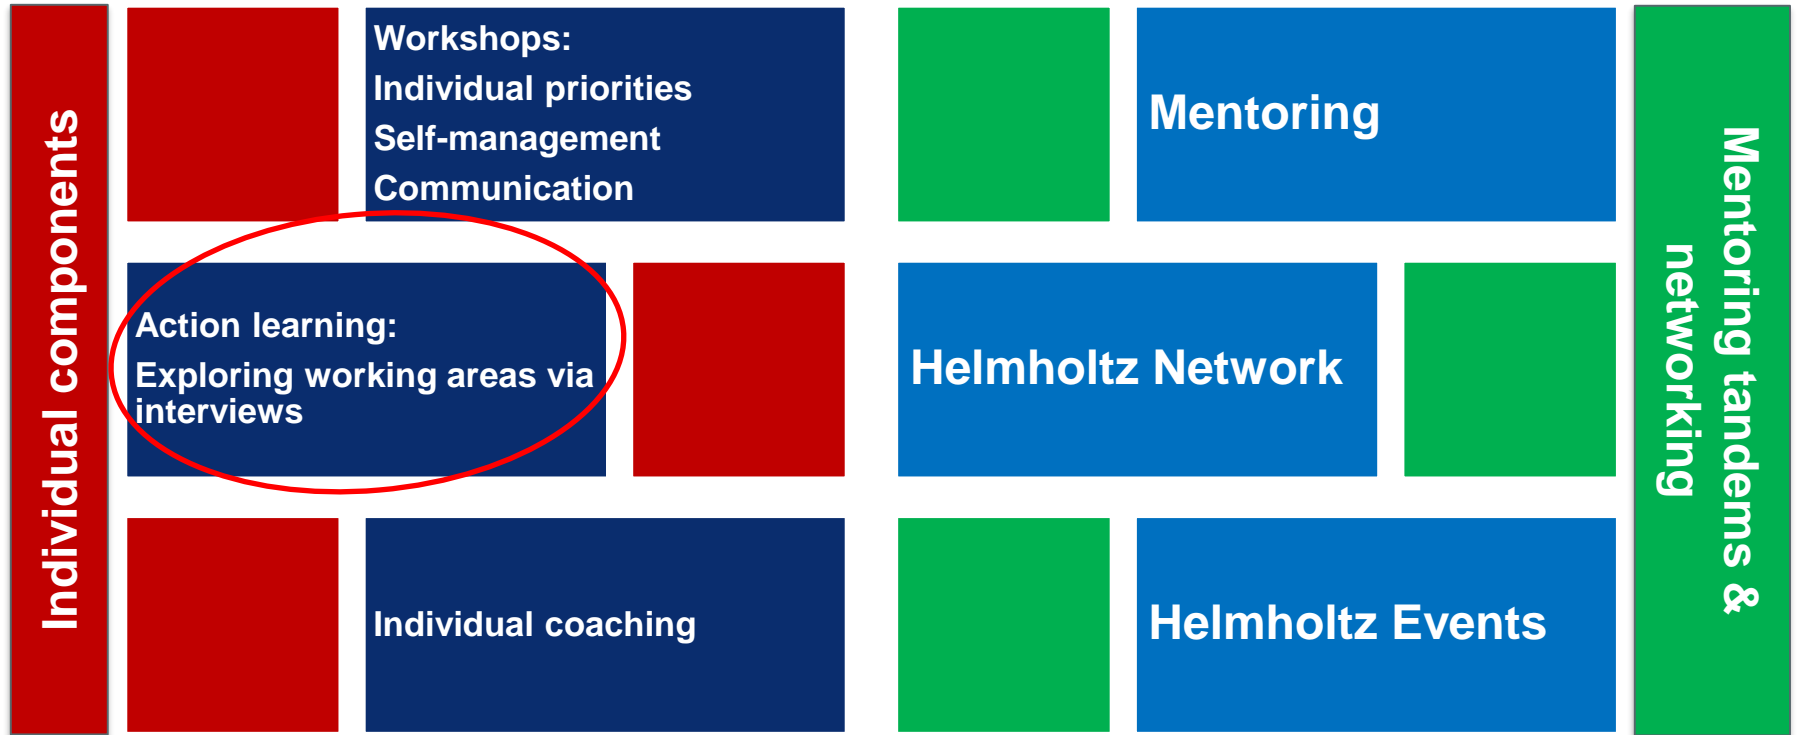 Individual components
Workshops:
Individual priorities
Self-management
Communication
Action learning:
Exploring working areas via
interviews
Individual coaching
Mentoring
Helmholtz Network
Helmholtz Events
Mentoring tandems &
networking